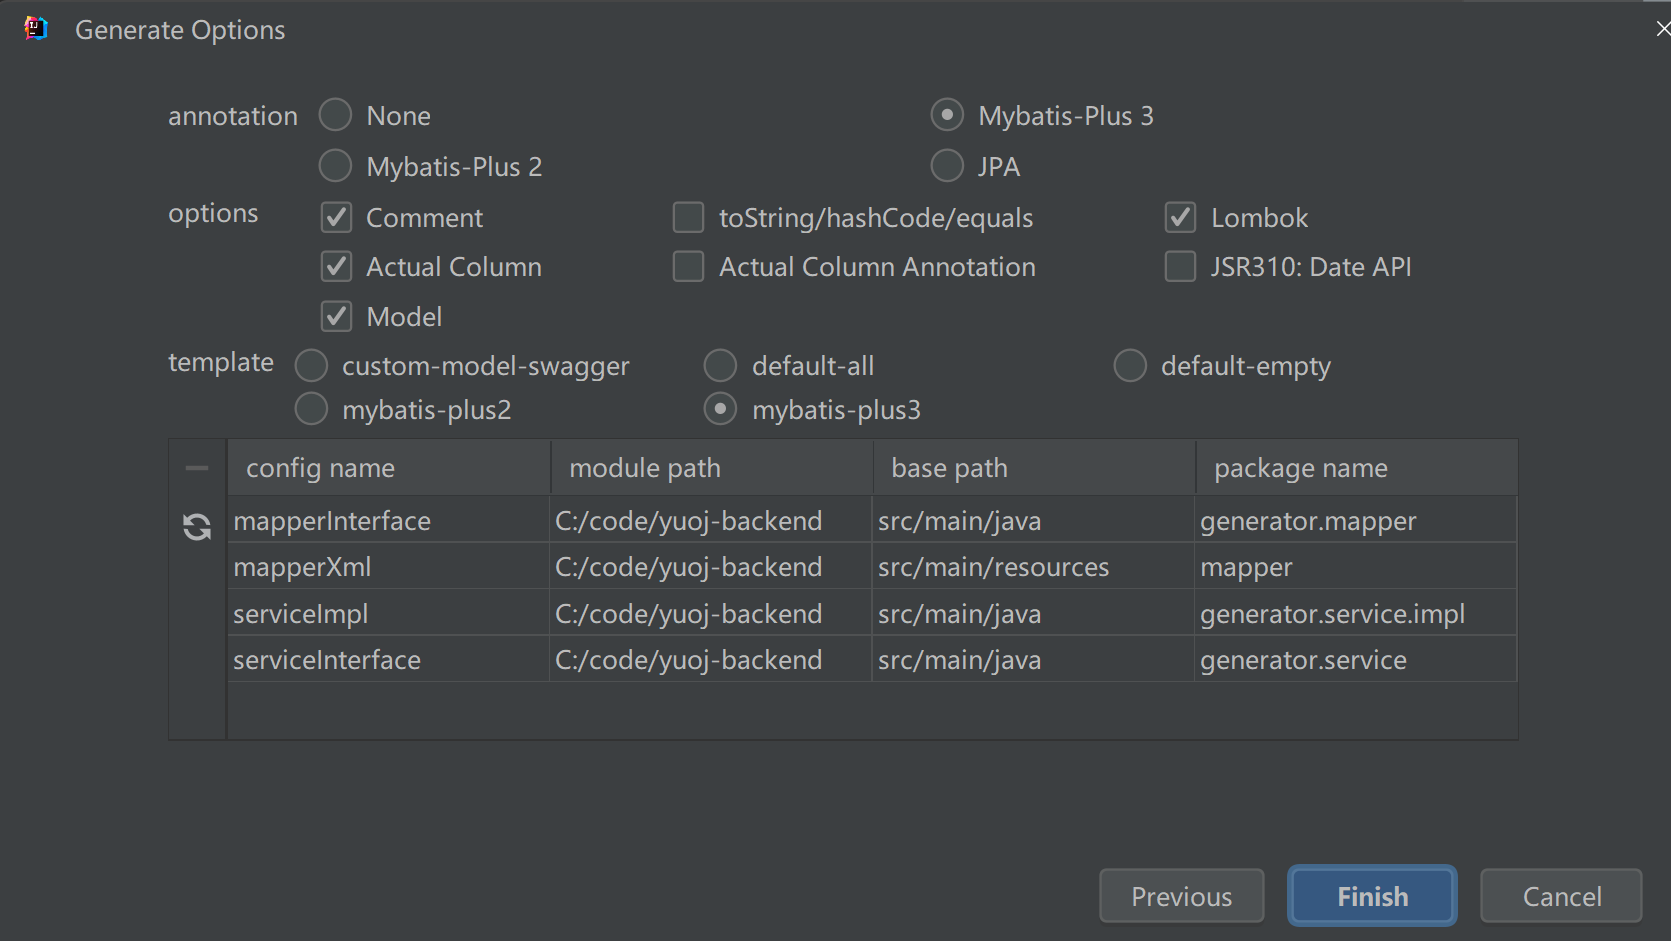 Generate Options
annotation None Mybatis-Plus 3
Mybatis-Plus 2 JPA
options Comment toString/hashCode/equals Lombok
Actual Column Actual Column Annotation JSR310: Date API
Model
template custom-model-swagger default-all default-empty
mybatis-plus2 mybatis-plus3
config name module path base path package name
mapperInterface C:/code/yuoj-backend src/main/java generator.mapper
mapperXml C:/code/yuoj-backend src/main/resources mapper
serviceImpl C:/code/yuoj-backend src/main/java generator.service.impl
serviceInterface C:/code/yuoj-backend src/main/java generator.service
Previous Finish Cancel